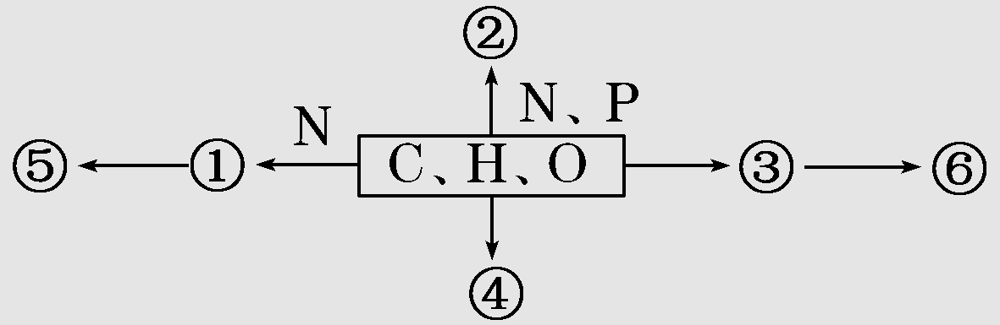 ②
N、P
N
⑤
①
C、H、O
③
⑥
④